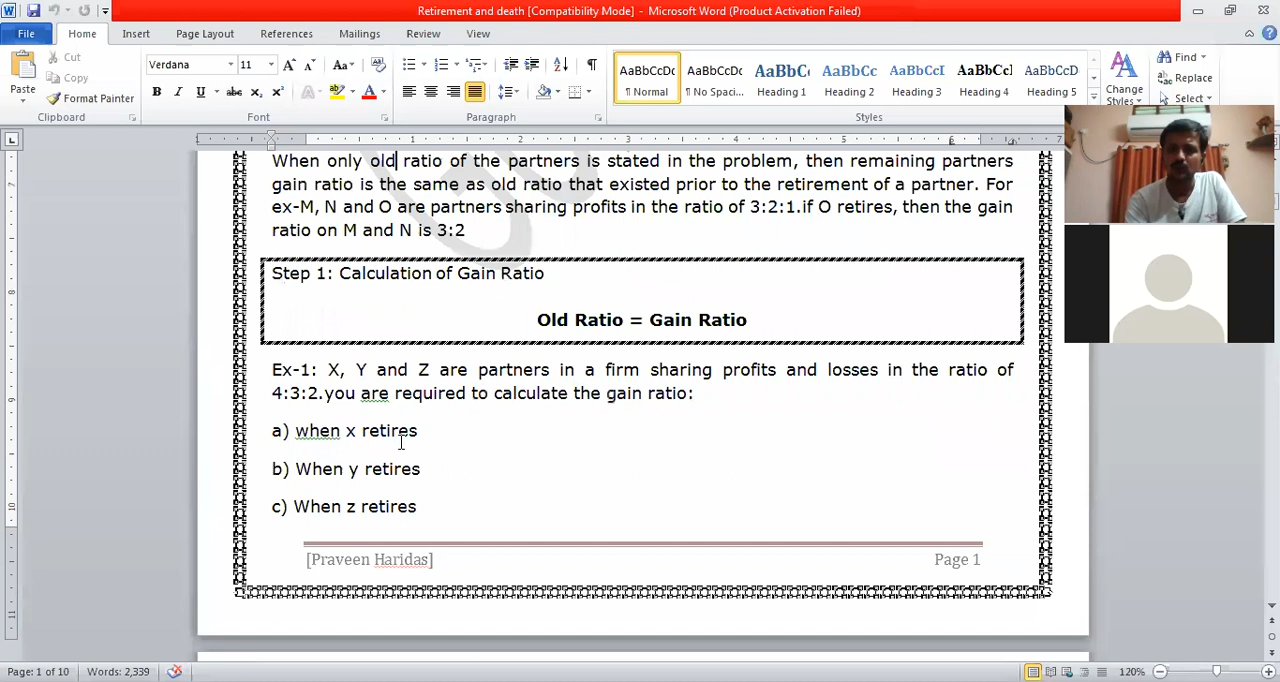 Retirement and death [Compatibility Mode] - Microsoft Word (Product Activation Failed)
File Home Insert Page Layout References Mailings Review View
Cut
Copy
Paste
Format Painter
Clipboard
Verdana 11
Font
Paragraph
AaBbCcDc AaBbCcDc AaBbC AaBbCc AaBbCcI AaBbCcI AaBbCcD
¶ Normal ¶ No Spaci... Heading 1 Heading 2 Heading 3 Heading 4 Heading 5
Change Styles
Styles
Find
Replace
Select
When only old ratio of the partners is stated in the problem, then remaining partners
gain ratio is the same as old ratio that existed prior to the retirement of a partner. For
ex-M, N and O are partners sharing profits in the ratio of 3:2:1.if O retires, then the gain
ratio on M and N is 3:2
Step 1: Calculation of Gain Ratio
Old Ratio = Gain Ratio
Ex-1: X, Y and Z are partners in a firm sharing profits and losses in the ratio of
4:3:2.you are required to calculate the gain ratio:
a) when x retires
b) When y retires
c) When z retires
[Praveen Haridas] Page 1
Page: 1 of 10 Words: 2,339 120%